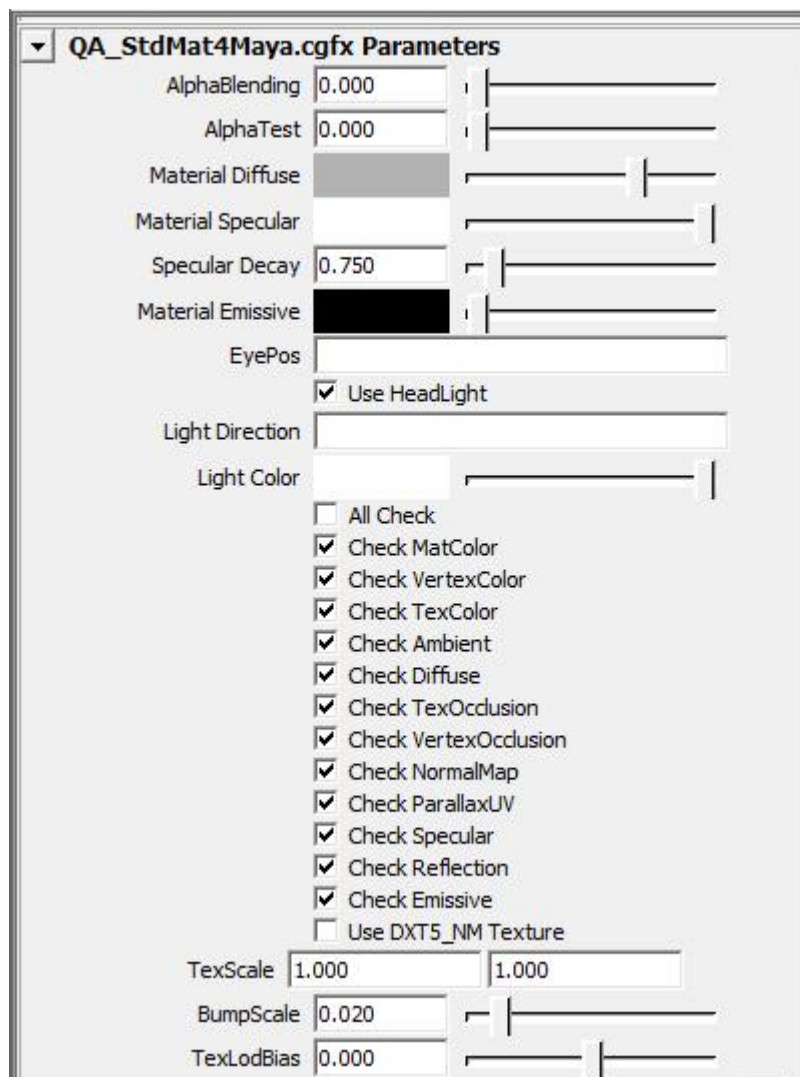 QA_StdMat4Maya.cgfx Parameters
AlphaBlending 0.000
AlphaTest 0.000
Material Diffuse
Material Specular
Specular Decay 0.750
Material Emissive
EyePos
Use HeadLight
Light Direction
Light Color
All Check
Check MatColor
Check VertexColor
Check TexColor
Check Ambient
Check Diffuse
Check TexOcclusion
Check VertexOcclusion
Check NormalMap
Check ParallaxUV
Check Specular
Check Reflection
Check Emissive
Use DXT5_NM Texture
TexScale 1.000 1.000
BumpScale 0.020
TexLodBias 0.000